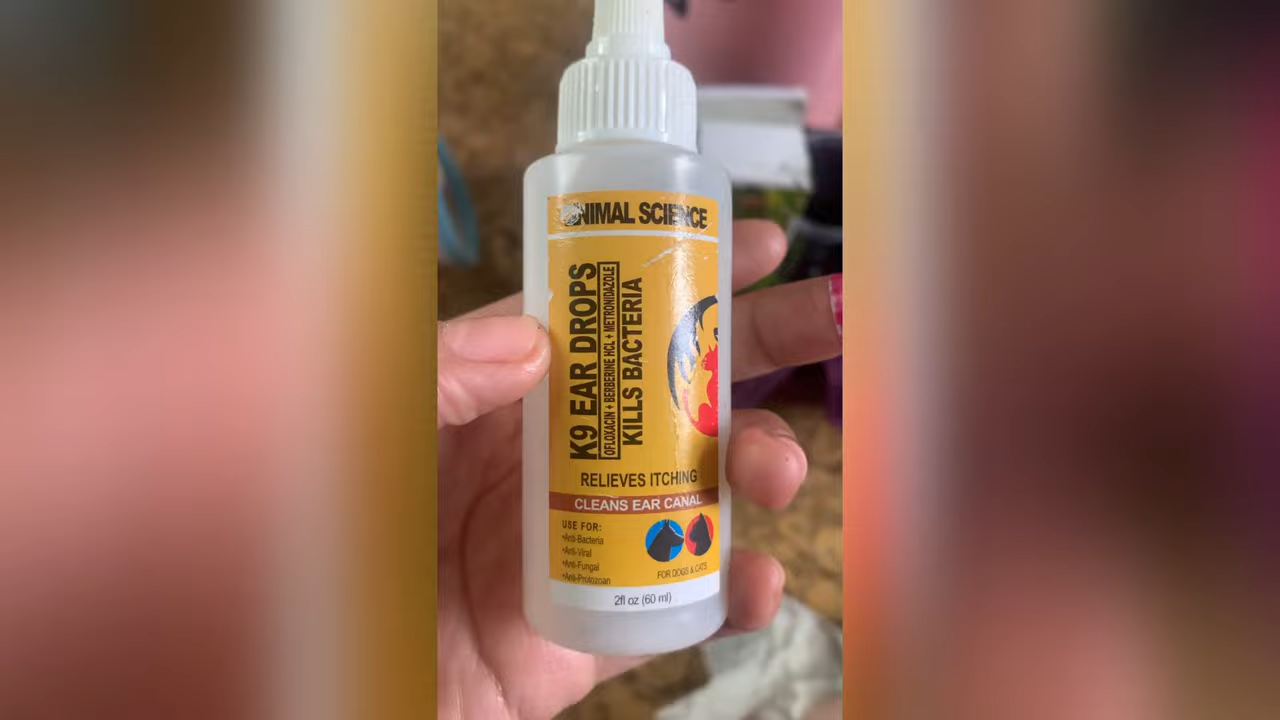 ANIMAL SCIENCE
K9 EAR DROPS
OFLOXACIN + BERBERINE HCL + METRONIDAZOLE
KILLS BACTERIA
RELIEVES ITCHING
CLEANS EAR CANAL
USE FOR:
•Anti-Bacteria
•Anti-Viral
•Anti-Fungal
•Anti-Protozoan
FOR DOGS & CATS
2fl oz (60 ml)